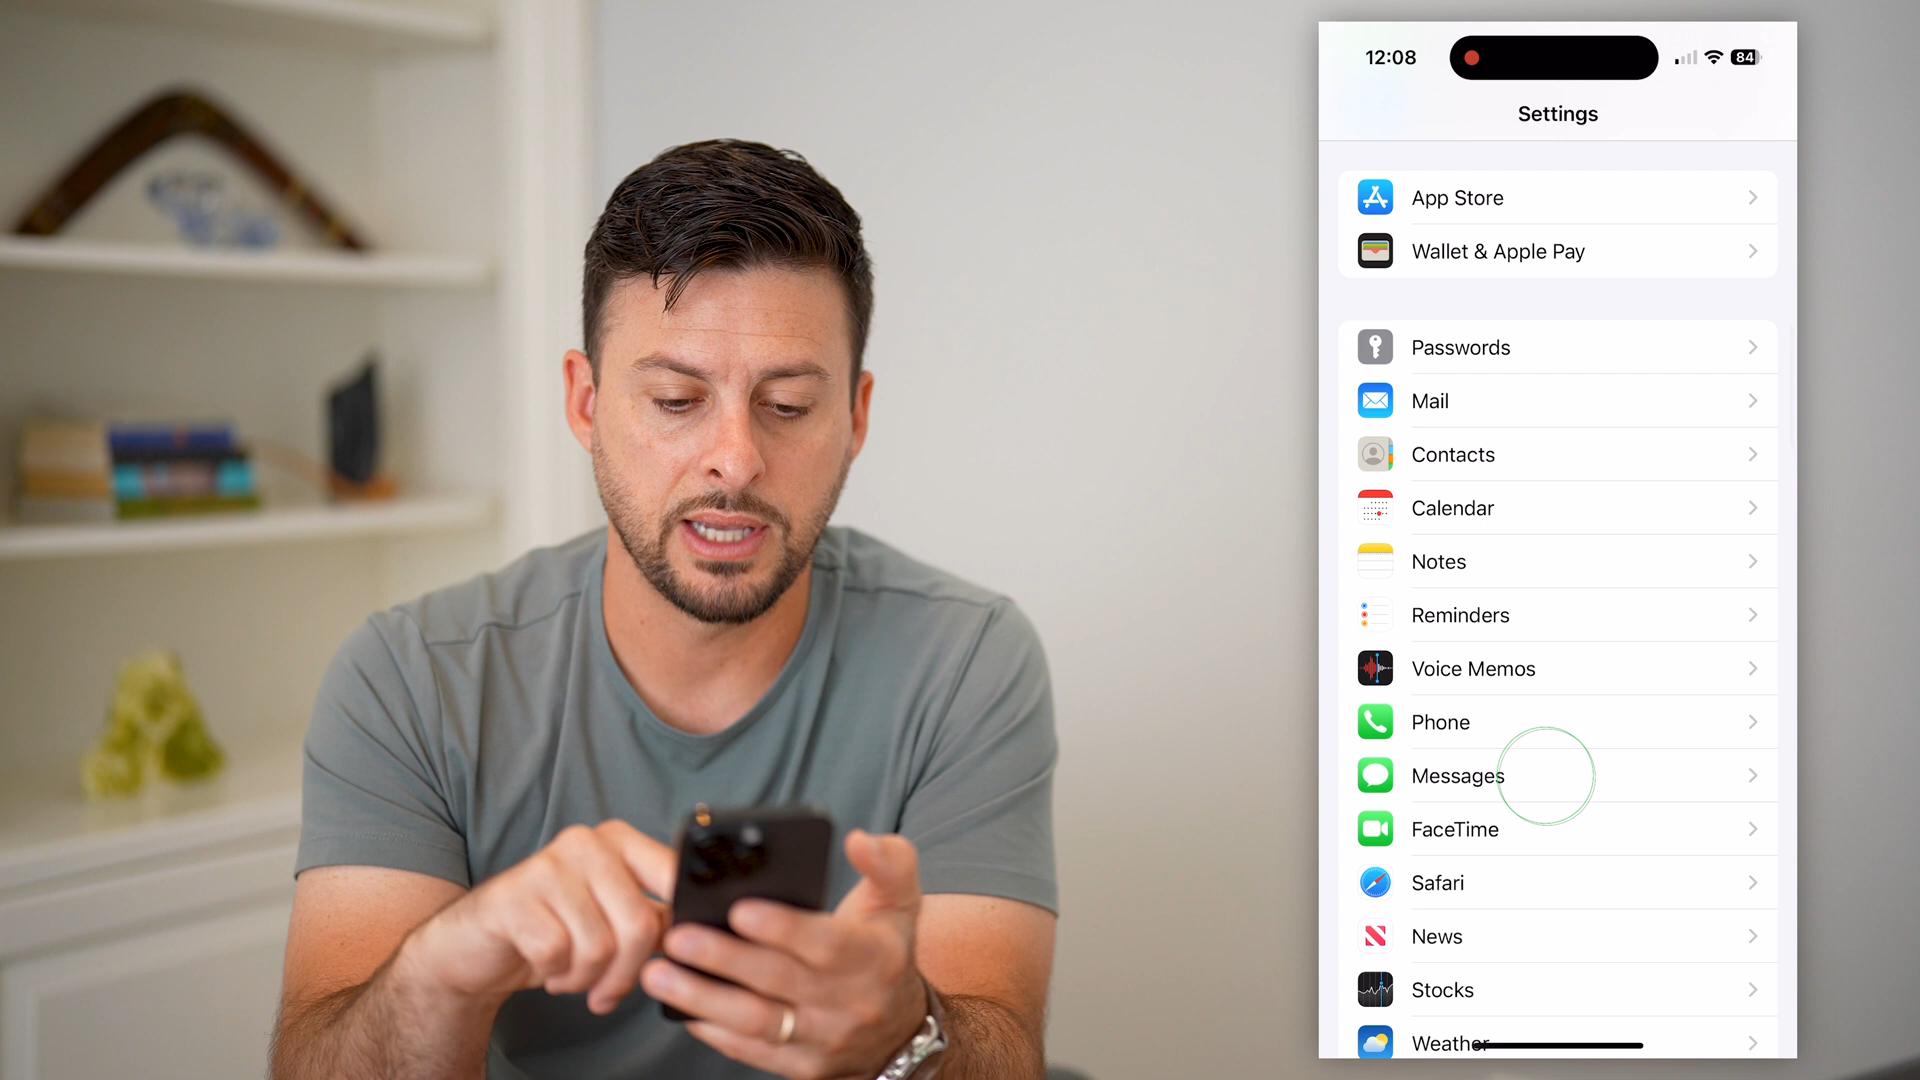 12:08
84
Settings
App Store
Wallet & Apple Pay
Passwords
Mail
Contacts
Calendar
Notes
Reminders
Voice Memos
Phone
Messages
FaceTime
Safari
News
Stocks
Weather